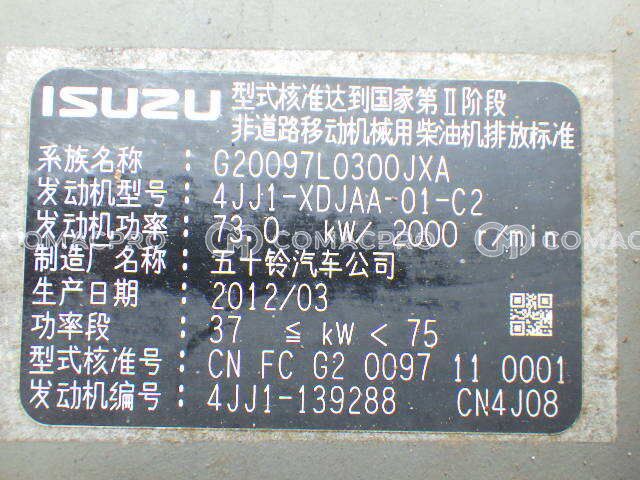 ISUZU 型式核准达到国家第Ⅱ阶段
非道路移动机械用柴油机排放标准
系族名称 : G20097L0300JXA
发动机型号 : 4JJ1-XDJAA-01-C2
发动机功率 : 73.0 kW/ 2000 r/min
制造厂名称 : 五十铃汽车公司
生产日期 : 2012/03
功率段 : 37 ≦ kW < 75
型式核准号 : CN FC G2 0097 11 0001
发动机编号 : 4JJ1-139288 CN4J08
COMACPRO COMACPRO COMACPRO